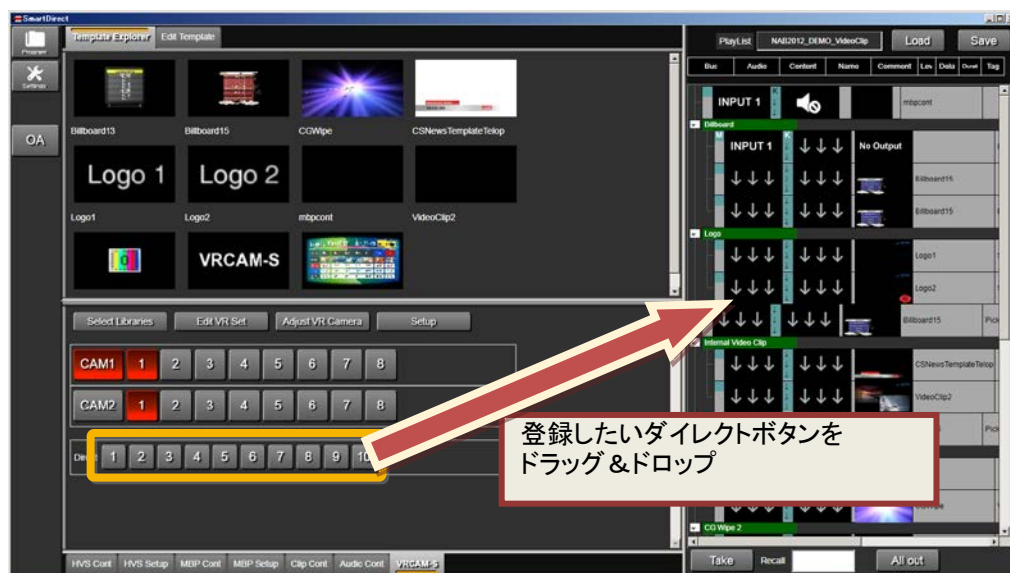 SmartDirect
Program
Template Explorer Edit Template
Settings
OA
Billboard13 Billboard15 CGWipe CSNewsTemplateTelop
Logo 1 Logo 2
Logo1 Logo2 mbpcont VideoClip2
VRCAM-S
Select Libraries Edit VR Set Adjust VR Camera Setup
CAM1 1 2 3 4 5 6 7 8
CAM2 1 2 3 4 5 6 7 8
1 2 3 4 5 6 7 8 9 10
HVS Cont HVS Setup MBP Cont MBP Setup Clip Cont Audio Cont VRCAM-S
PlayList NAB2012_DEMO_VideoClip Load Save
Bus Audio Content Name Comment Lev Dela Tag
INPUT 1 K mbpcont
Billboard
M INPUT 1 K No Output
Billboard15
Billboard15
Logo
Logo1
Logo2
Billboard15 Pick
Internal Video Clip
CSNewsTemplateTelop
VideoClip2
登録したいダイレクトボタンを
ドラッグ&ドロップ
CG Wipe 2
Take Recall All out